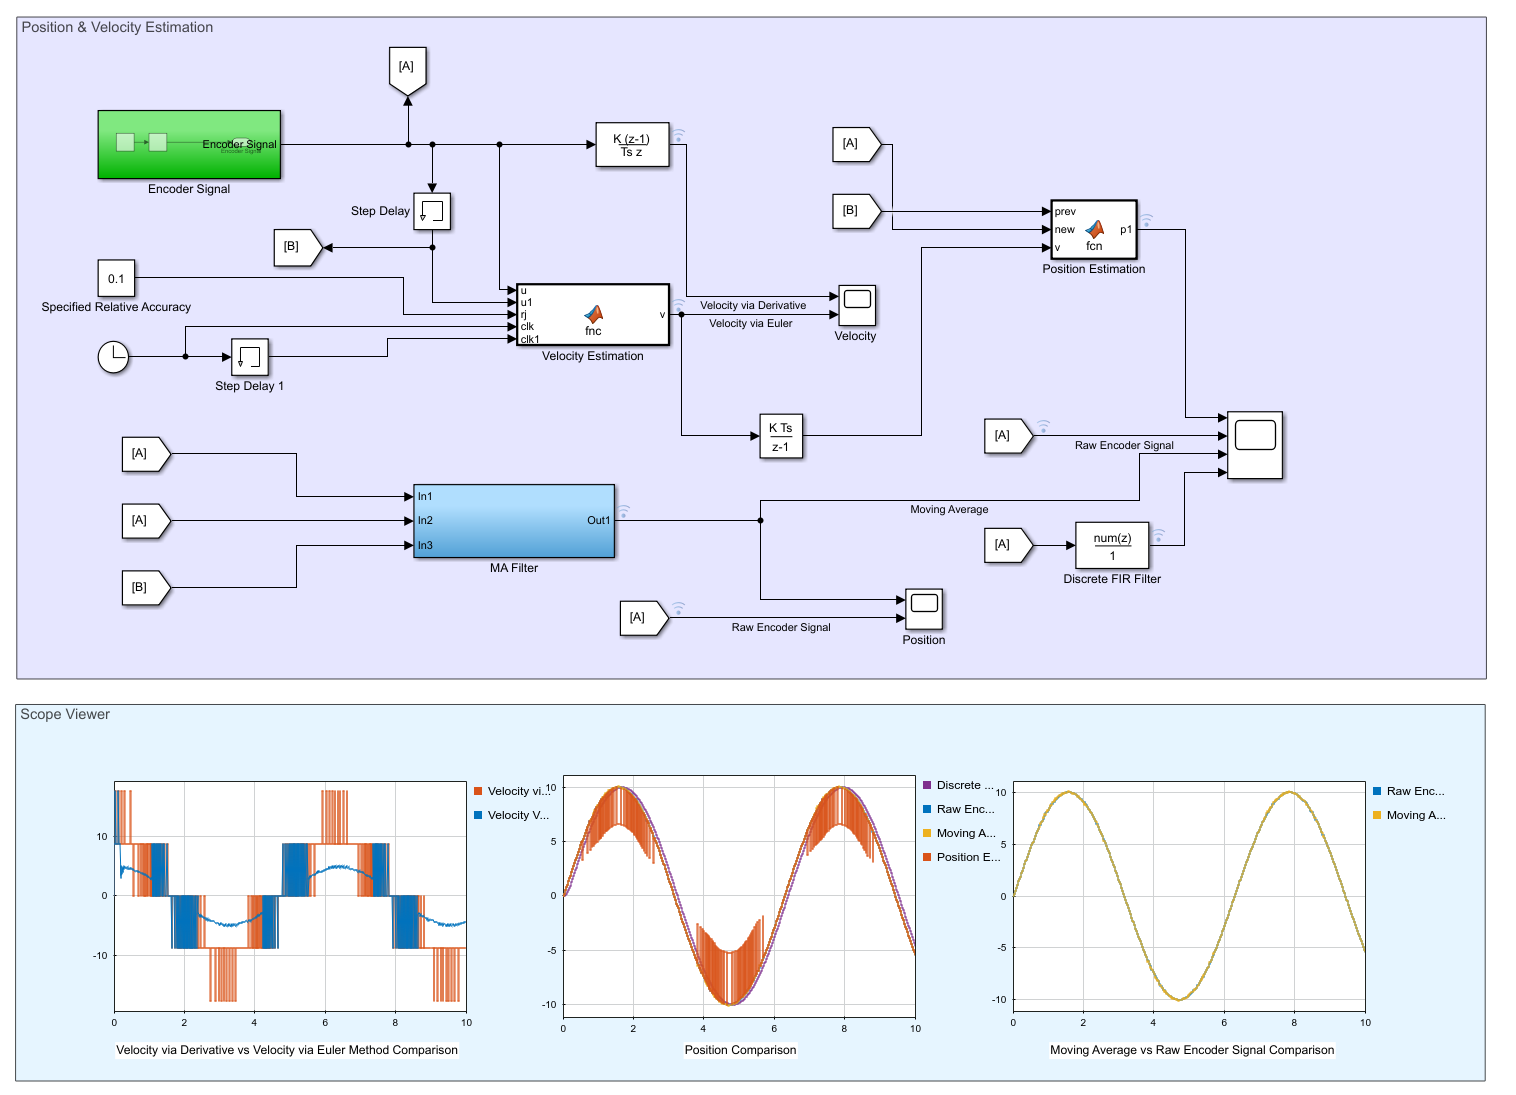 Position & Velocity Estimation
[A]
Encoder Signal
Encoder Signal
Encoder Signal
K (z-1)
Ts z
[A]
Step Delay
[B]
[B]
prev
new
v
p1
fcn
Position Estimation
0.1
Specified Relative Accuracy
u
u1
rj
clk
clk1
v
fnc
Velocity Estimation
Velocity via Derivative
Velocity via Euler
Velocity
Step Delay 1
K Ts
z-1
[A]
Raw Encoder Signal
[A]
In1
In2
In3
Out1
MA Filter
[A]
[B]
Moving Average
[A]
num(z)
1
Discrete FIR Filter
[A]
Raw Encoder Signal
Position
Scope Viewer
10
0
-10
0 2 4 6 8 10
Velocity vi...
Velocity V...
Velocity via Derivative vs Velocity via Euler Method Comparison
10
5
0
-5
-10
0 2 4 6 8 10
Discrete ...
Raw Enc...
Moving A...
Position E...
Position Comparison
10
5
0
-5
-10
0 2 4 6 8 10
Raw Enc...
Moving A...
Moving Average vs Raw Encoder Signal Comparison